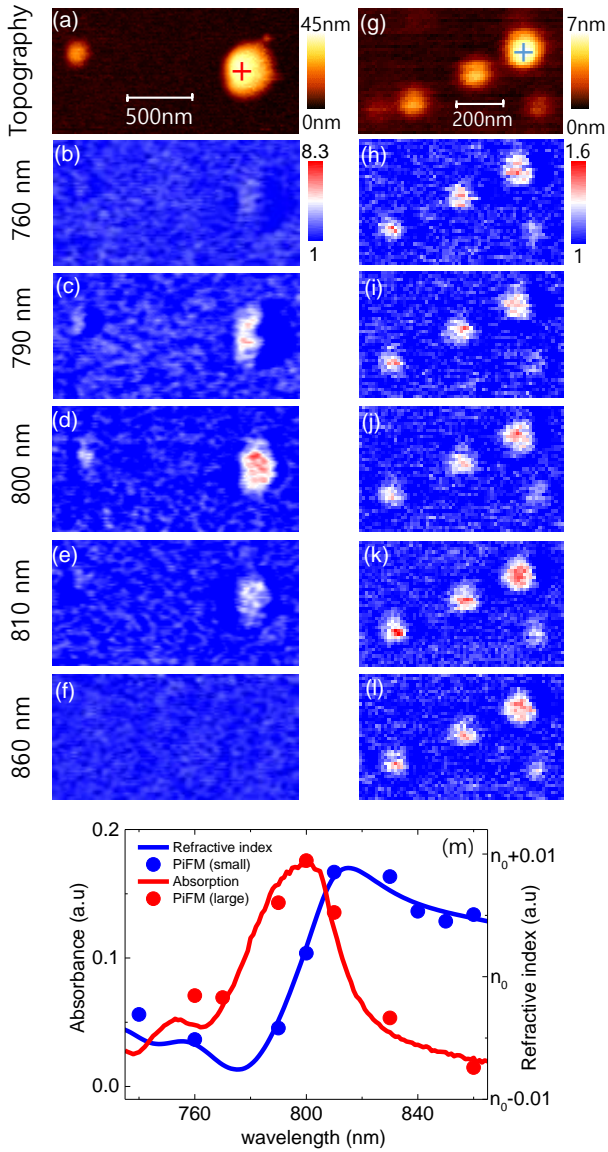 Topography
(a)
45nm
500nm
0nm
(g)
7nm
200nm
0nm
760 nm
(b)
8.3
1
(h)
1.6
1
790 nm
(c)
(i)
800 nm
(d)
(j)
810 nm
(e)
(k)
860 nm
(f)
(l)
(m)
Refractive index
PiFM (small)
Absorption
PiFM (large)
0.2
0.1
0.0
Absorbance (a.u)
n0+0.01
n0
n0-0.01
Refractive index (a.u)
760
800
840
wavelength (nm)